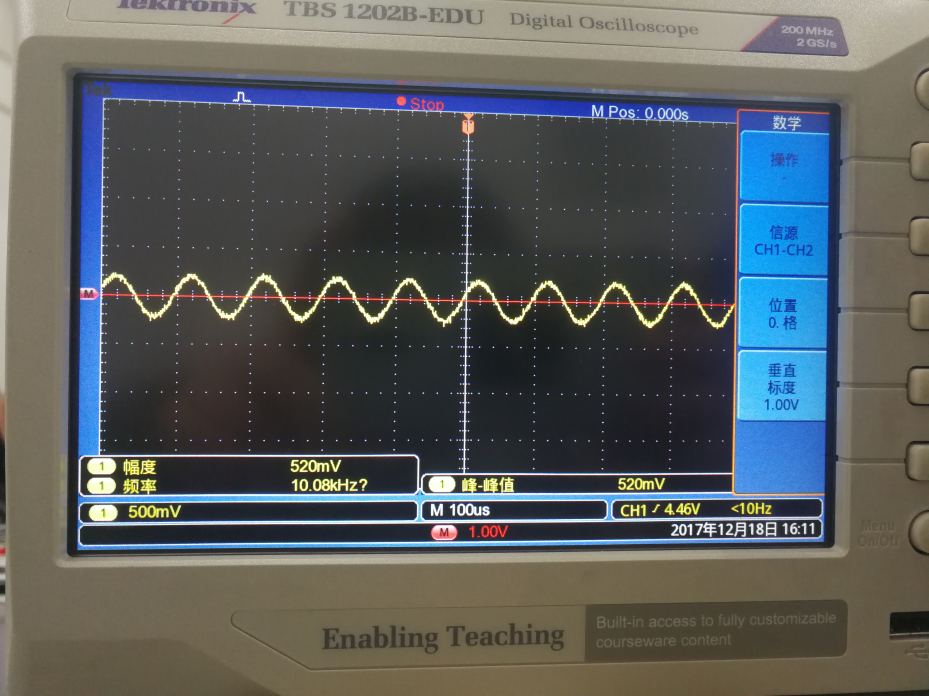 Tektronix TBS 1202B-EDU Digital Oscilloscope
200 MHz
2 GS/s
Tek
Stop
M Pos: 0.000s
数学
操作
-
信源
CH1-CH2
位置
0. 格
垂直
标度
1.00V
T
M
1 幅度 520mV
1 频率 10.08kHz?
1 峰-峰值 520mV
1 500mV
M 100us
CH1 4.46V <10Hz
M 1.00V
2017年12月18日 16:11
Menu
On/Off
Enabling Teaching
Built-in access to fully customizable
courseware content